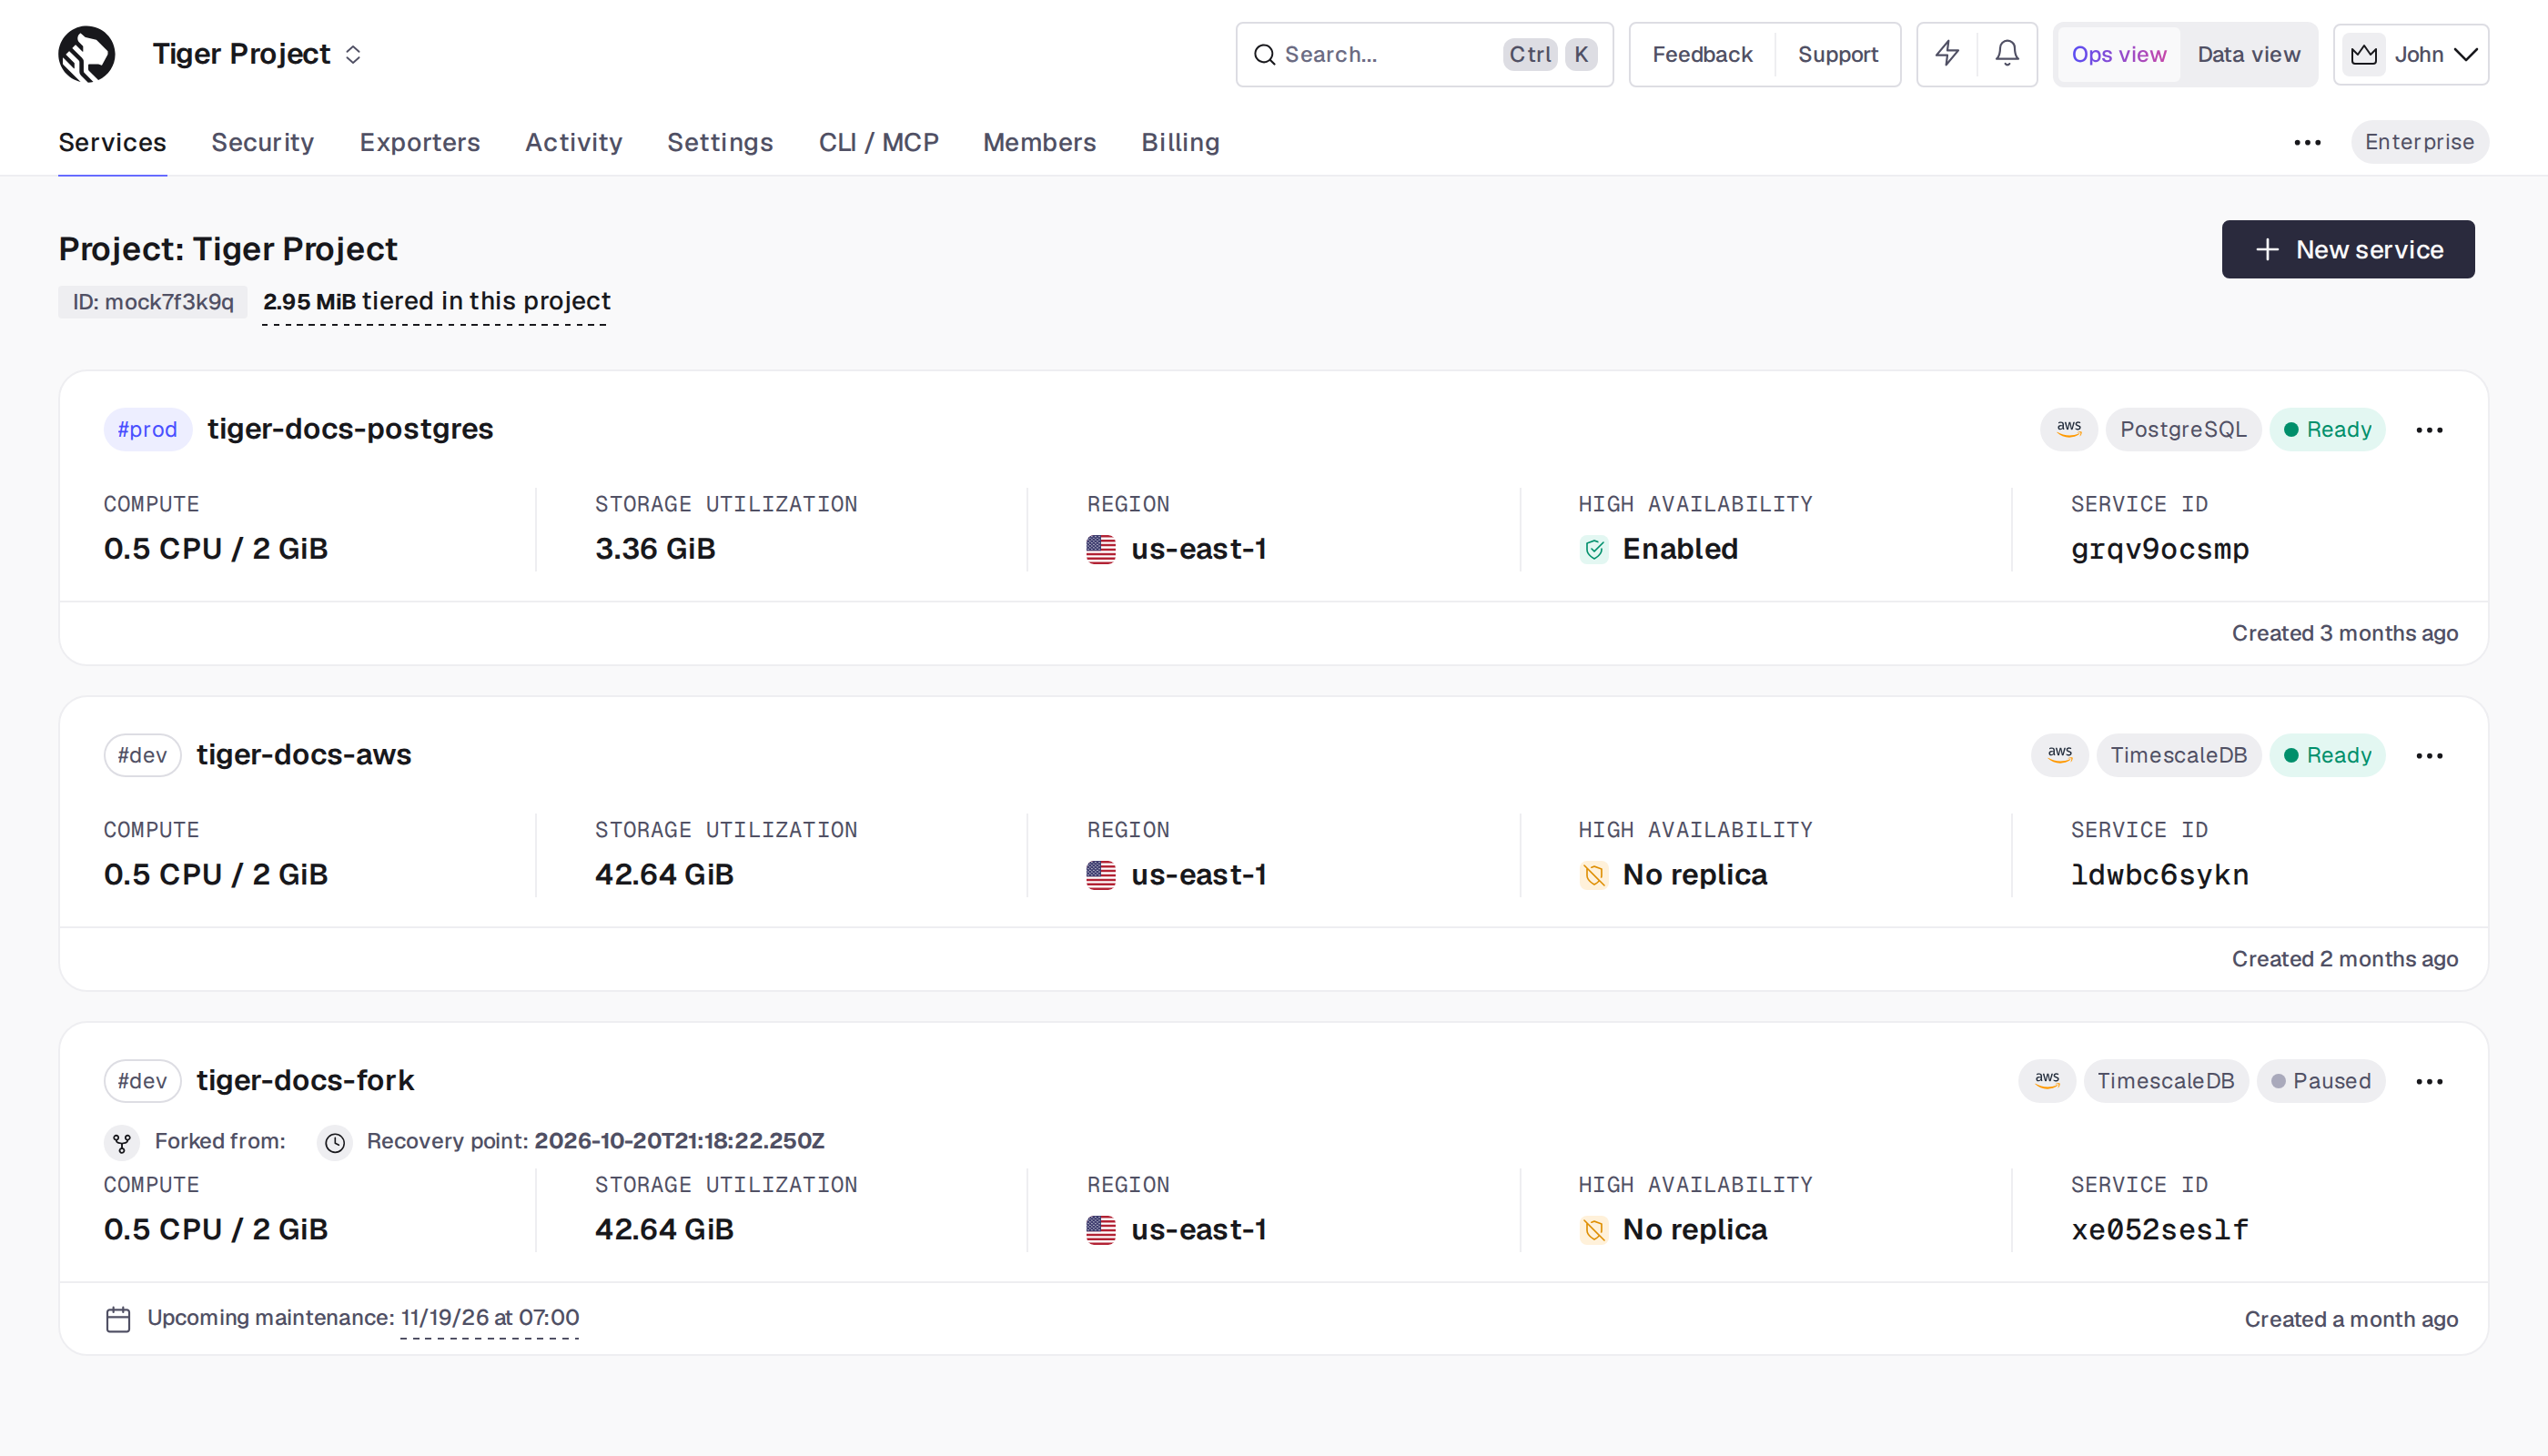 Tiger Project
Search... Ctrl K
Feedback Support
Ops view Data view
John
Services Security Exporters Activity Settings CLI / MCP Members Billing
Enterprise
Project: Tiger Project
New service
ID: mock7f3k9q 2.95 MiB tiered in this project
#prod tiger-docs-postgres
aws PostgreSQL Ready
COMPUTE STORAGE UTILIZATION REGION HIGH AVAILABILITY SERVICE ID
0.5 CPU / 2 GiB 3.36 GiB us-east-1 Enabled grqv9ocsmp
Created 3 months ago
#dev tiger-docs-aws
aws TimescaleDB Ready
COMPUTE STORAGE UTILIZATION REGION HIGH AVAILABILITY SERVICE ID
0.5 CPU / 2 GiB 42.64 GiB us-east-1 No replica ldwbc6sykn
Created 2 months ago
#dev tiger-docs-fork
aws TimescaleDB Paused
Forked from: Recovery point: 2026-10-20T21:18:22.250Z
COMPUTE STORAGE UTILIZATION REGION HIGH AVAILABILITY SERVICE ID
0.5 CPU / 2 GiB 42.64 GiB us-east-1 No replica xe052seslf
Upcoming maintenance: 11/19/26 at 07:00
Created a month ago